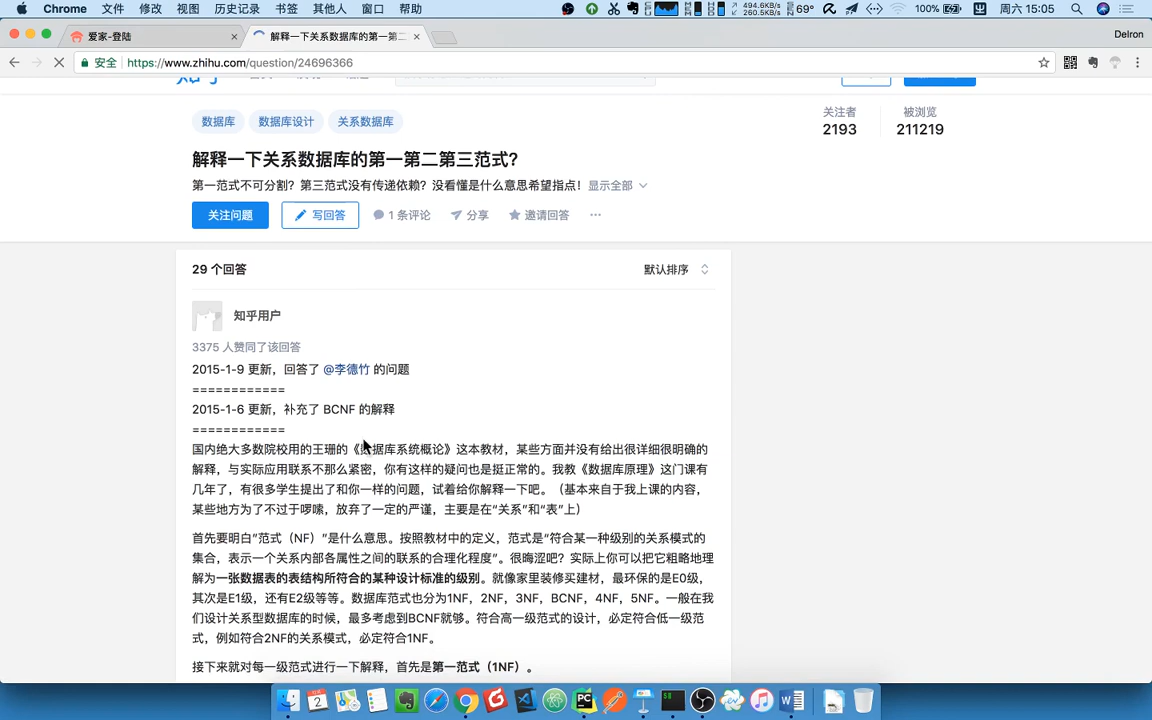 Chrome 文件 修改 视图 历史记录 书签 其他人 窗口 帮助 494.6KB/s 260.5KB/s 69° 100% 周六 15:05
爱家-登陆 解释一下关系数据库的第一第二 Delron
安全 https://www.zhihu.com/question/24696366
数据库 数据库设计 关系数据库
关注者 被浏览
2193 211219
解释一下关系数据库的第一第二第三范式?
第一范式不可分割？第三范式没有传递依赖？没看懂是什么意思希望指点！ 显示全部
关注问题 写回答 1 条评论 分享 邀请回答 ···
29 个回答 默认排序
知乎用户
3375 人赞同了该回答
2015-1-9 更新，回答了 @李德竹 的问题
============
2015-1-6 更新，补充了 BCNF 的解释
============
国内绝大多数院校用的王珊的《数据库系统概论》这本教材，某些方面并没有给出很详细很明确的
解释，与实际应用联系不那么紧密，你有这样的疑问也是挺正常的。我教《数据库原理》这门课有
几年了，有很多学生提出了和你一样的问题，试着给你解释一下吧。（基本来自于我上课的内容，
某些地方为了不过于啰嗦，放弃了一定的严谨，主要是在“关系”和“表”上）
首先要明白”范式（NF）”是什么意思。按照教材中的定义，范式是“符合某一种级别的关系模式的
集合，表示一个关系内部各属性之间的联系的合理化程度”。很晦涩吧？实际上你可以把它粗略地理
解为一张数据表的表结构所符合的某种设计标准的级别。就像家里装修买建材，最环保的是E0级，
其次是E1级，还有E2级等等。数据库范式也分为1NF，2NF，3NF，BCNF，4NF，5NF。一般在我
们设计关系型数据库的时候，最多考虑到BCNF就够。符合高一级范式的设计，必定符合低一级范
式，例如符合2NF的关系模式，必定符合1NF。
接下来就对每一级范式进行一下解释，首先是第一范式（1NF）。